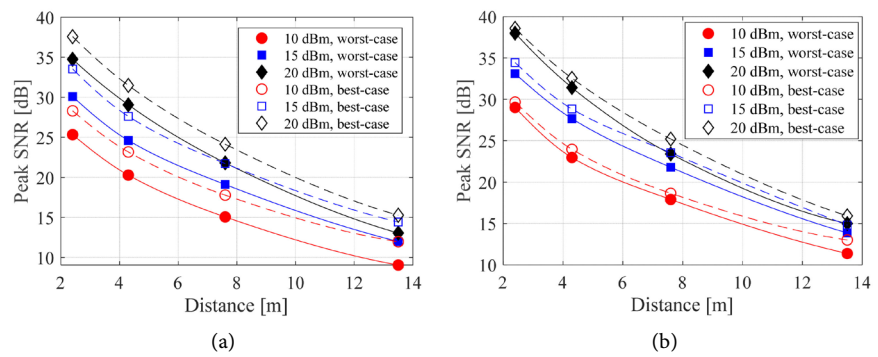 Peak SNR [dB]
40
35
30
25
20
15
10
2
4
6
8
10
12
14
Distance [m]
10 dBm, worst-case
15 dBm, worst-case
20 dBm, worst-case
10 dBm, best-case
15 dBm, best-case
20 dBm, best-case
(a)
Peak SNR [dB]
40
35
30
25
20
15
10
2
4
6
8
10
12
14
Distance [m]
10 dBm, worst-case
15 dBm, worst-case
20 dBm, worst-case
10 dBm, best-case
15 dBm, best-case
20 dBm, best-case
(b)